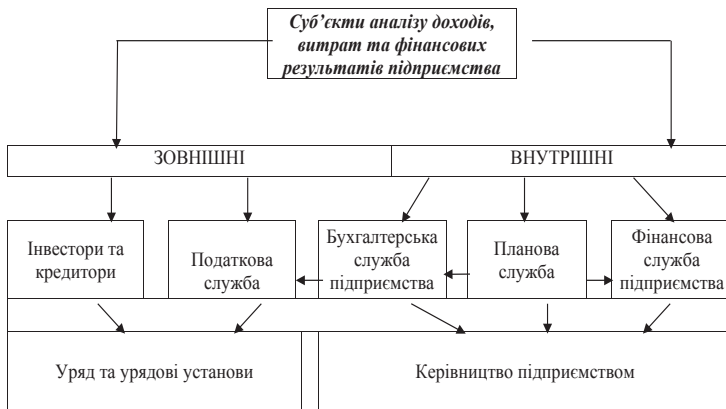 Суб’єкти аналізу доходів,
витрат та фінансових
результатів підприємства
ЗОВНІШНІ
ВНУТРІШНІ
Інвестори та
кредитори
Податкова
служба
Бухгалтерська
служба
підприємства
Планова
служба
Фінансова
служба
підприємства
Уряд та урядові установи
Керівництво підприємством